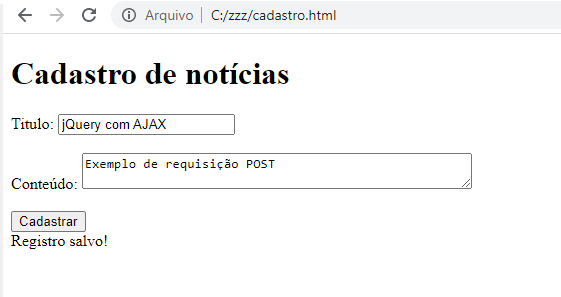 Arquivo C:/zzz/cadastro.html
Cadastro de notícias
Titulo: jQuery com AJAX
Conteúdo: Exemplo de requisição POST
Cadastrar
Registro salvo!